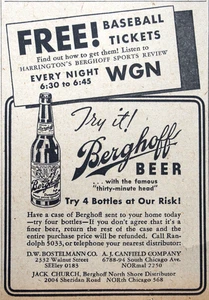 FREE! BASEBALL
TICKETS
Find out how to get them! Listen to
HARRINGTON'S BERGHOFF SPORTS REVIEW
EVERY NIGHT WGN
6:30 to 6:45
Try it!
Berghoff
BEER
... with the famous
"thirty-minute head"
Try 4 Bottles at Our Risk!
Have a case of Berghoff sent to your home today
—try four bottles—if you don't agree that it's a
finer beer, return the rest of the case and the
entire purchase price will be refunded. Call Ran-
dolph 5033, or telephone your nearest distributor:
D.W. BOSTELMANN CO. A. J. CANFIELD COMPANY
2332 Walnut Street 6788-94 South Chicago Ave.
SEEley 0183 NORmal
JACK CHURCH, Berghoff North Shore Distributor
2004 Sheridan Road NORth Chicago 568